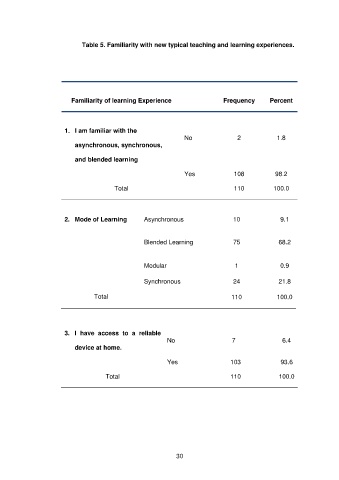 Table 5. Familiarity with new typical teaching and learning experiences.
Familiarity of learning Experience Frequency Percent
1. I am familiar with the
asynchronous, synchronous,
and blended learning
No 2 1.8
Yes 108 98.2
Total 110 100.0
2. Mode of Learning Asynchronous 10 9.1
Blended Learning 75 68.2
Modular 1 0.9
Synchronous 24 21.8
Total 110 100.0
3. I have access to a reliable
device at home.
No 7 6.4
Yes 103 93.6
Total 110 100.0
30